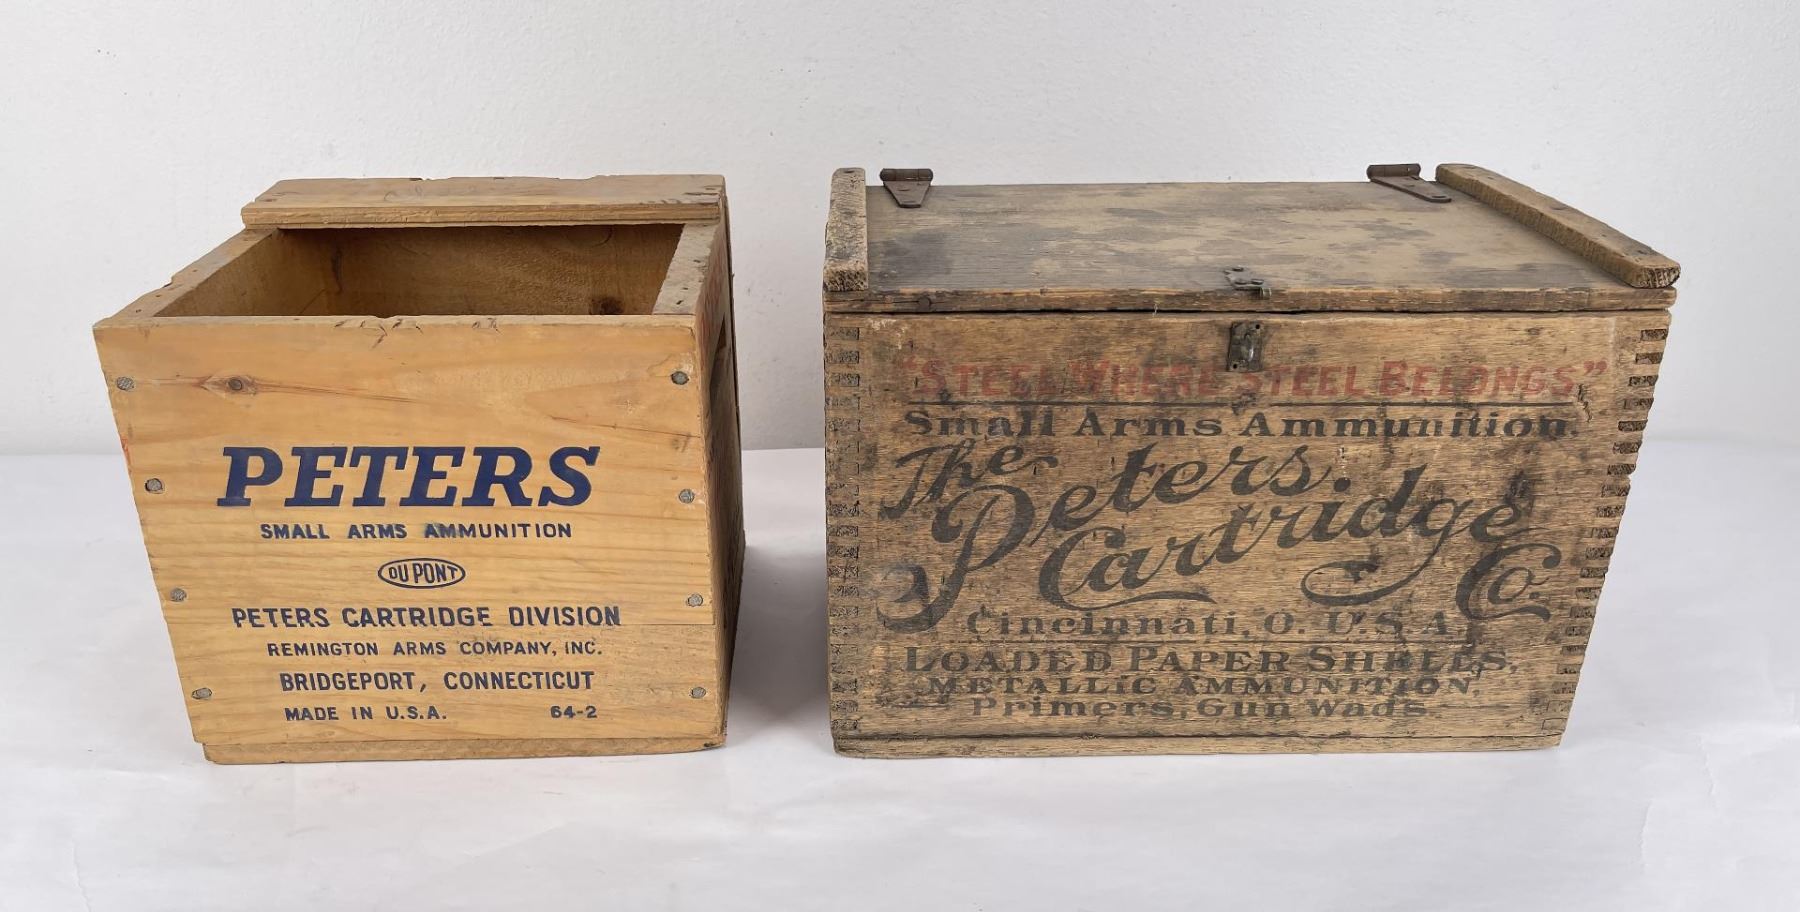 PETERS
SMALL ARMS AMMUNITION
DU PONT
PETERS CARTRIDGE DIVISION
REMINGTON ARMS COMPANY, INC.
BRIDGEPORT, CONNECTICUT
MADE IN U.S.A. 64-2
"STEEL WHERE STEEL BELONGS"
Small Arms Ammunition.
The
Peters
Cartridge Co.
Cincinnati, O. U.S.A.
LOADED PAPER SHELLS,
METALLIC AMMUNITION,
Primers, Gun Wads.